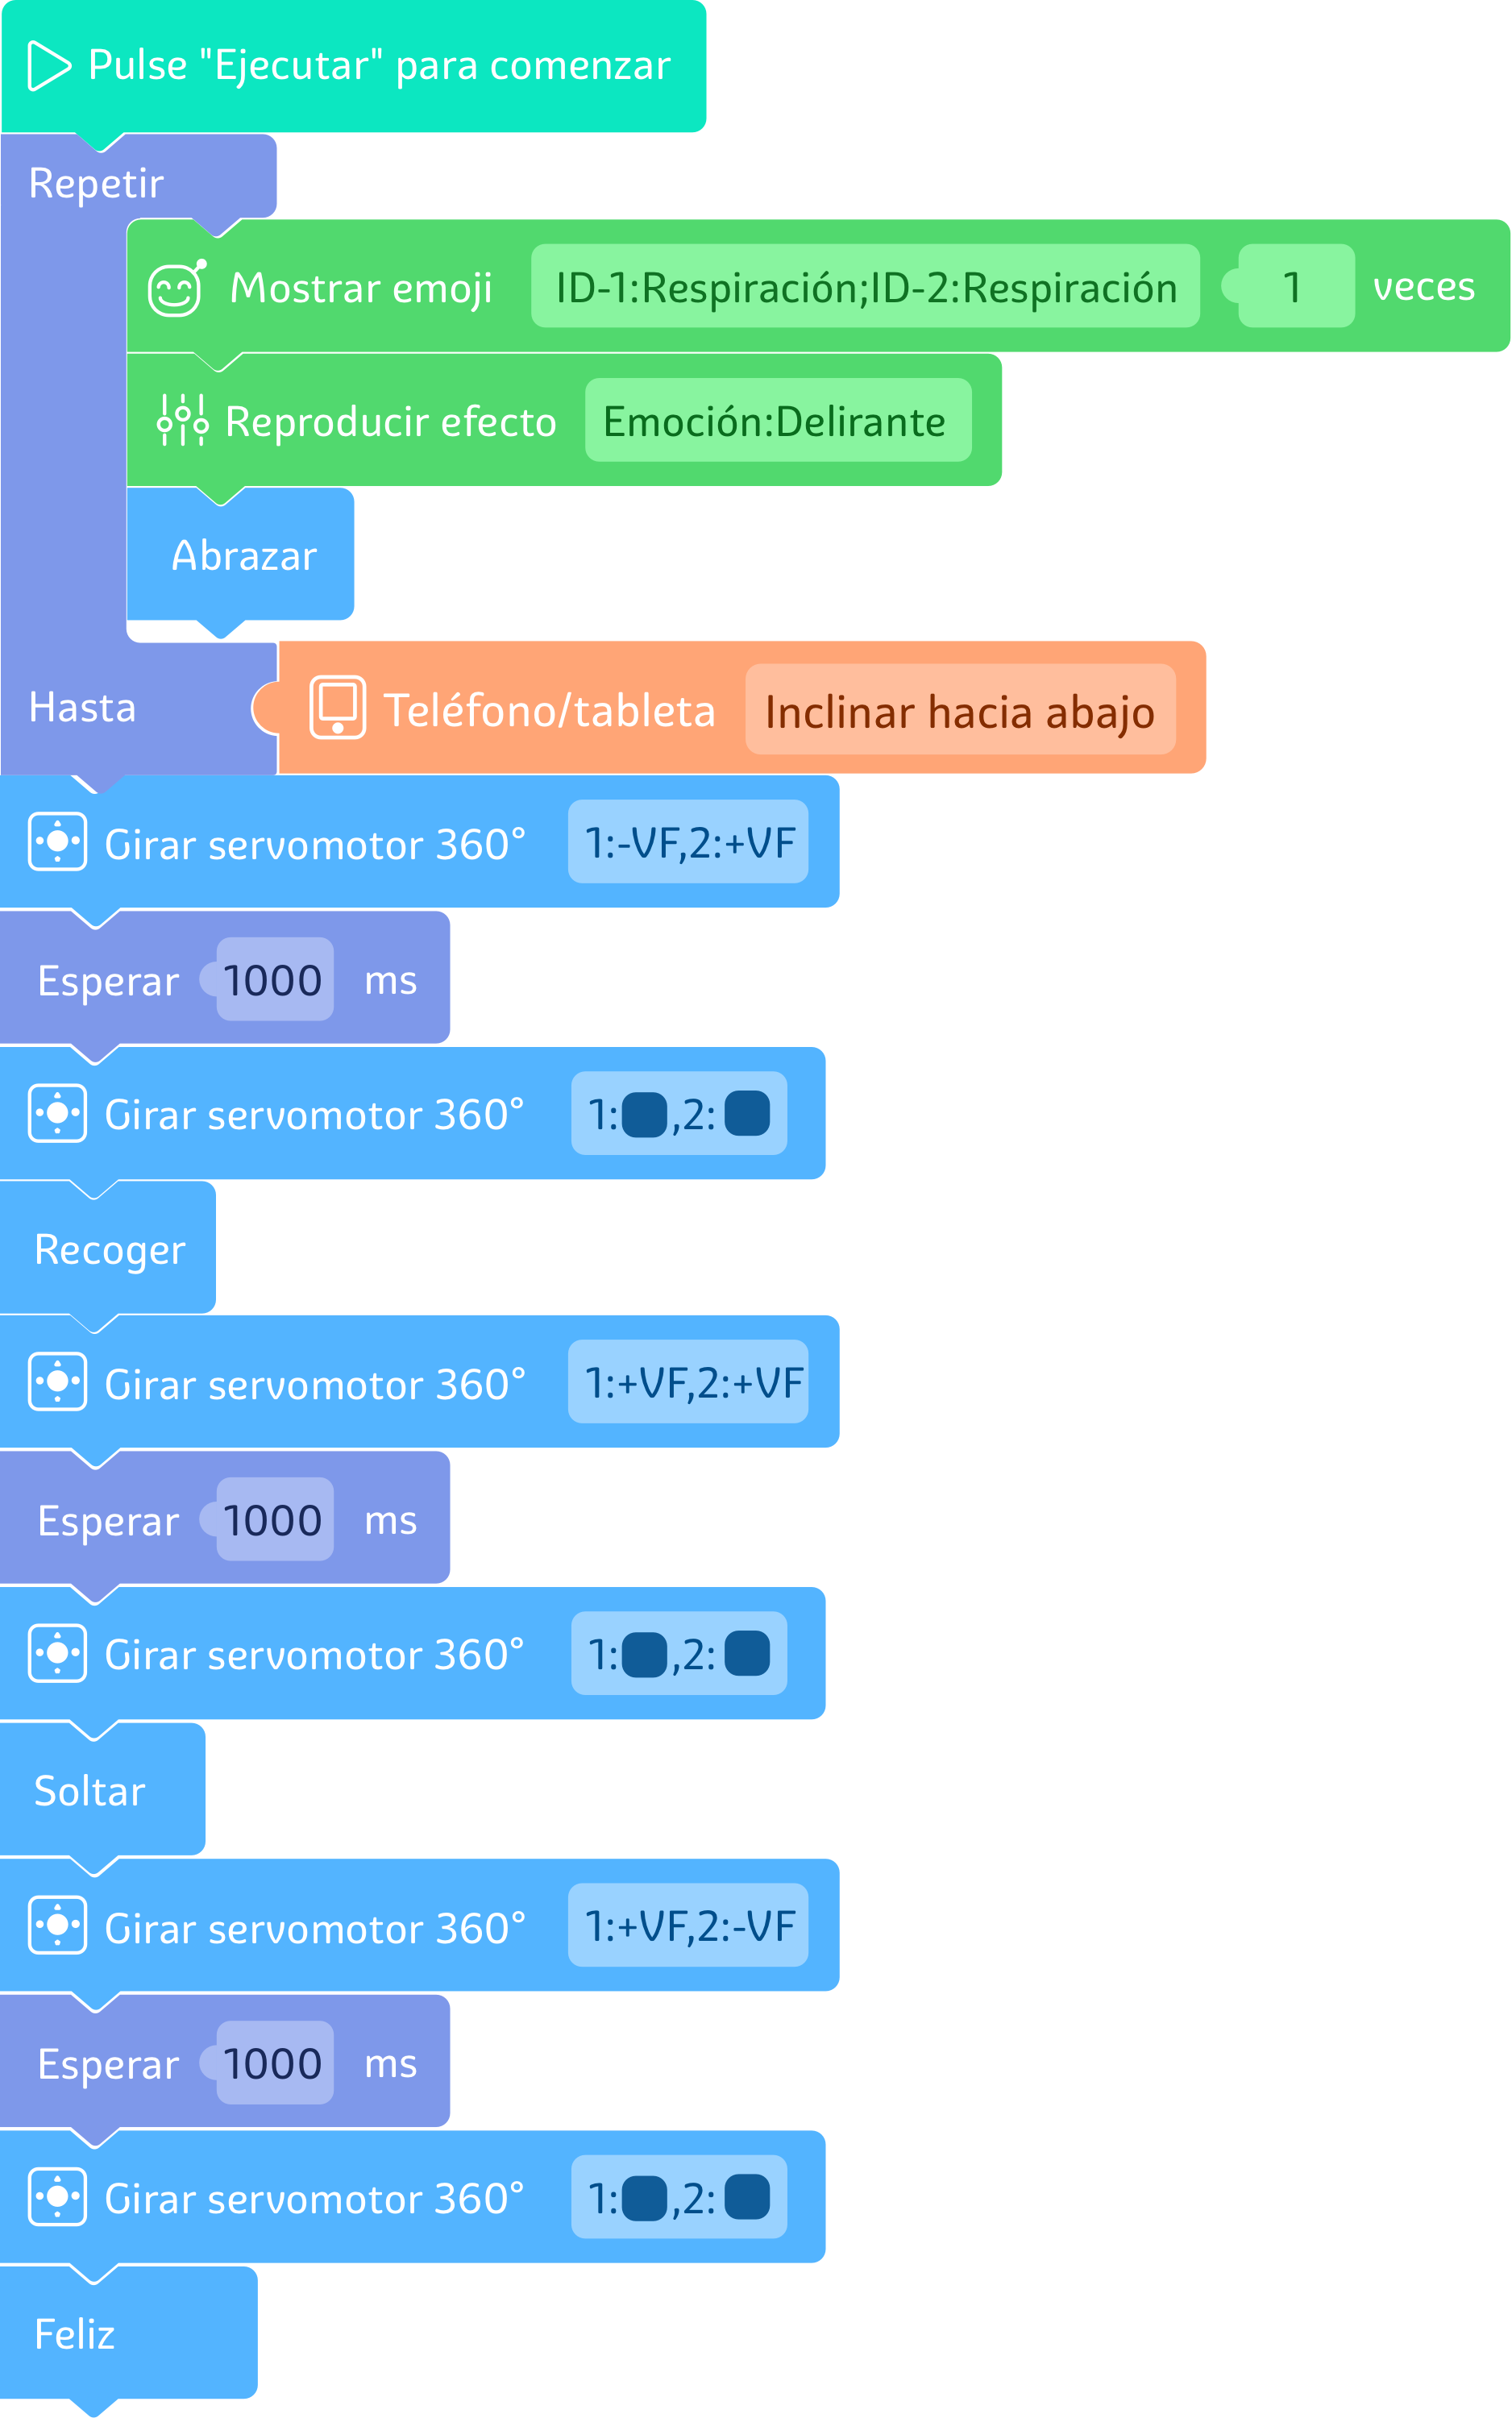 Pulse "Ejecutar" para comenzar
Repetir
Mostrar emoji ID-1:Respiración;ID-2:Respiración 1 veces
Reproducir efecto Emoción:Delirante
Abrazar
Hasta Teléfono/tableta Inclinar hacia abajo
Girar servomotor 360° 1:-VF,2:+VF
Esperar 1000 ms
Girar servomotor 360° 1: ,2:
Recoger
Girar servomotor 360° 1:+VF,2:+VF
Esperar 1000 ms
Girar servomotor 360° 1: ,2:
Soltar
Girar servomotor 360° 1:+VF,2:-VF
Esperar 1000 ms
Girar servomotor 360° 1: ,2:
Feliz